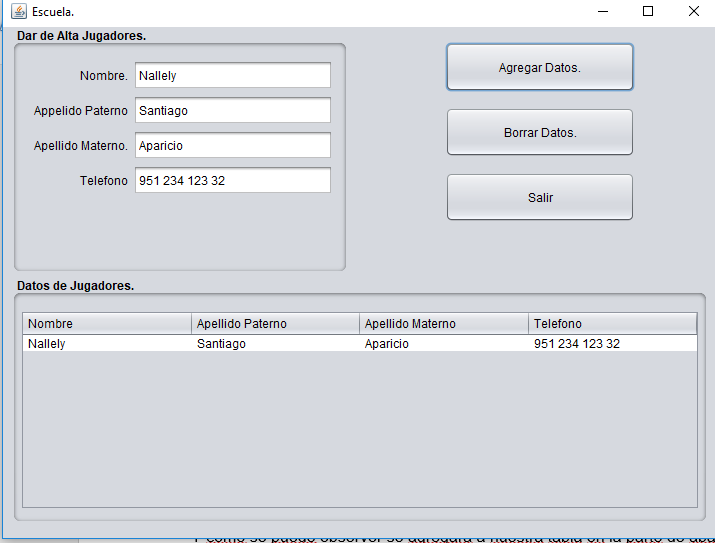 Escuela.
Dar de Alta Jugadores.
Nombre. Nallely
Appelido Paterno Santiago
Apellido Materno. Aparicio
Telefono 951 234 123 32
Agregar Datos.
Borrar Datos.
Salir
Datos de Jugadores.
Nombre Apellido Paterno Apellido Materno Telefono
Nallely Santiago Aparicio 951 234 123 32
como se puede observar se agregara a nuestra tabla en la parte de